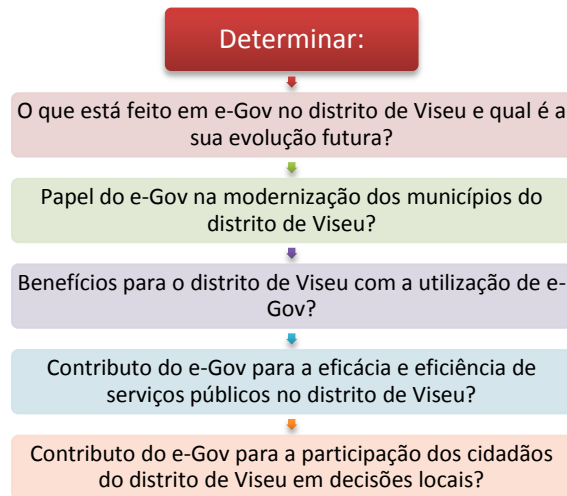 Determinar:
O que está feito em e-Gov no distrito de Viseu e qual é a
sua evolução futura?
Papel do e-Gov na modernização dos municípios do
distrito de Viseu?
Benefícios para o distrito de Viseu com a utilização de e-
Gov?
Contributo do e-Gov para a eficácia e eficiência de
serviços públicos no distrito de Viseu?
Contributo do e-Gov para a participação dos cidadãos
do distrito de Viseu em decisões locais?